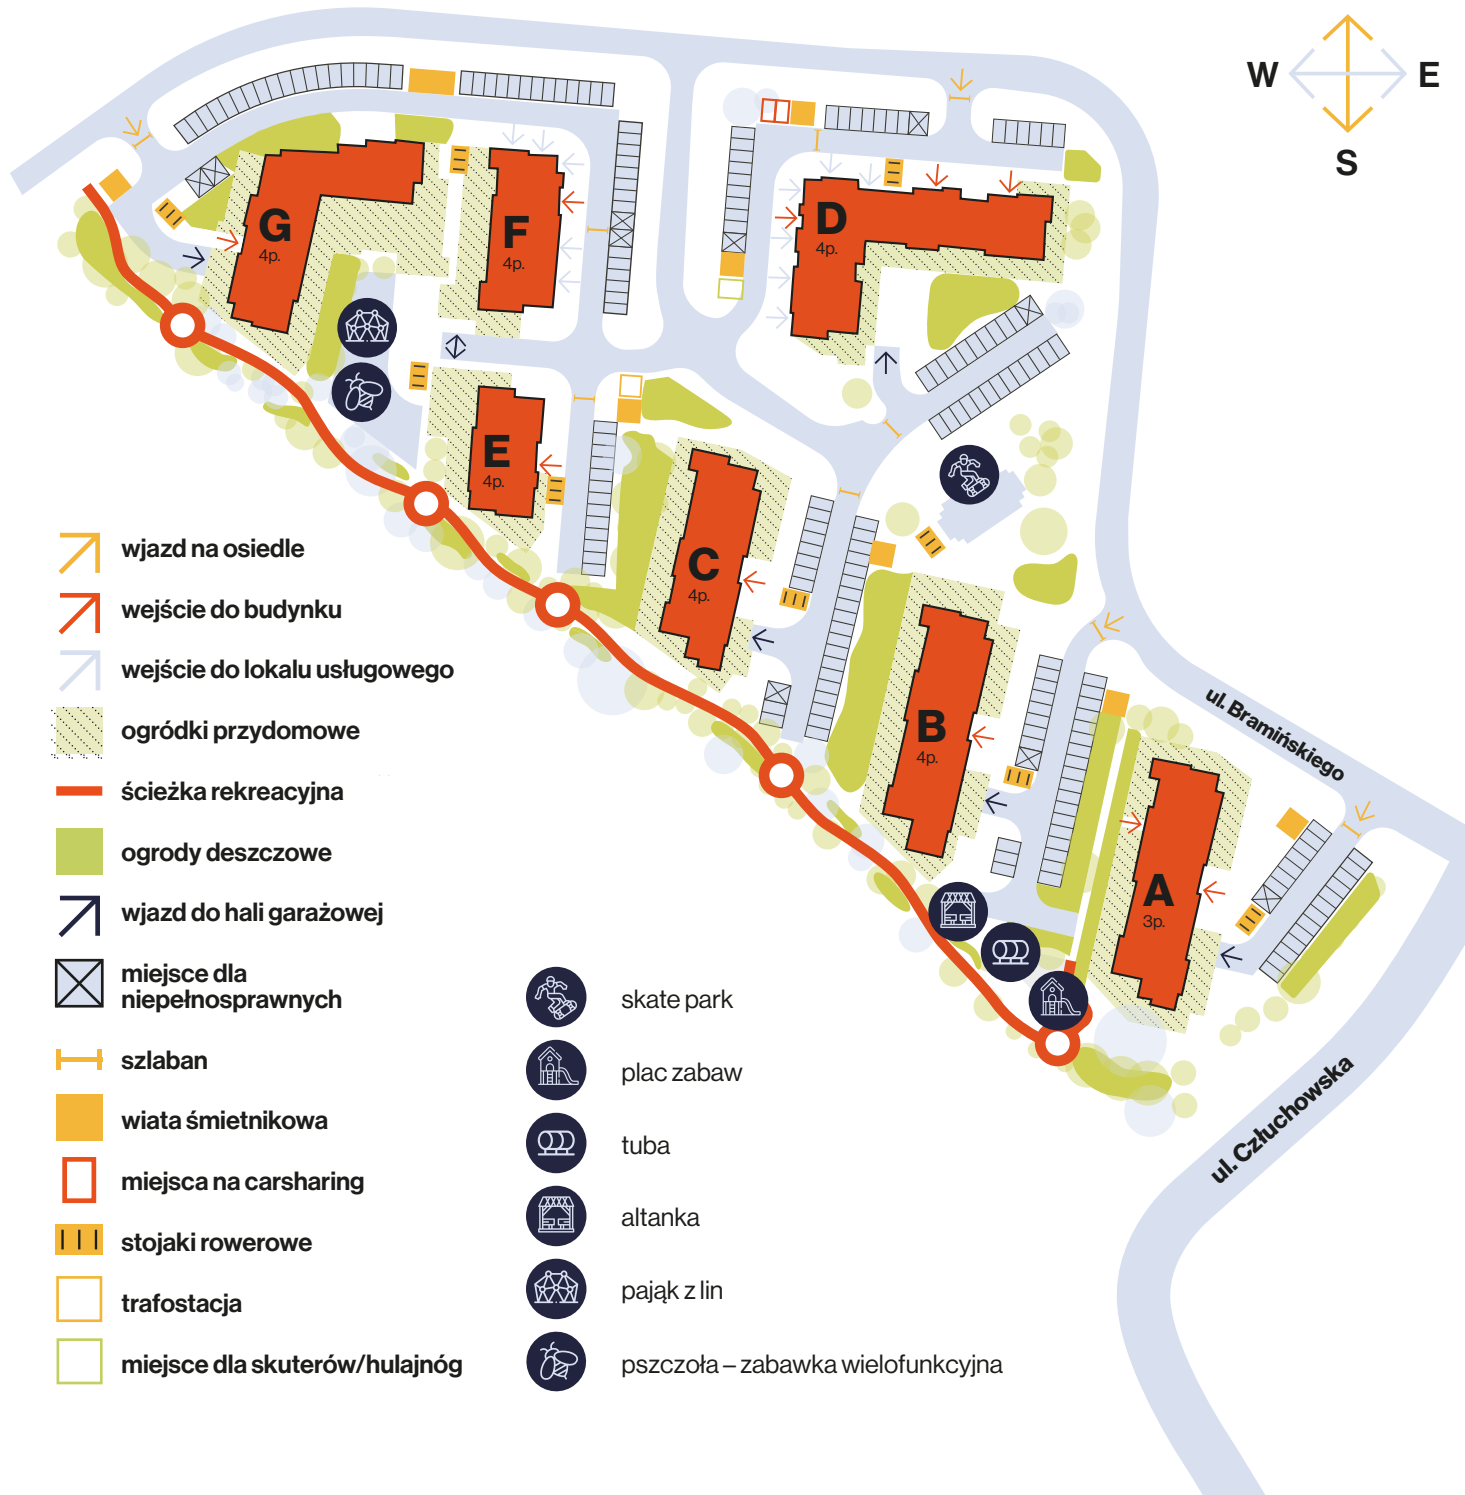 W
E
S
G
4p.
F
4p.
D
4p.
E
4p.
C
4p.
B
4p.
A
3p.
ul. Bramińskiego
ul. Człuchowska
wjazd na osiedle
wejście do budynku
wejście do lokalu usługowego
ogródki przydomowe
ścieżka rekreacyjna
ogrody deszczowe
wjazd do hali garażowej
miejsce dla
niepełnosprawnych
szlaban
wiata śmietnikowa
miejsca na carsharing
stojaki rowerowe
trafostacja
miejsce dla skuterów/hulajnóg
skate park
plac zabaw
tuba
altanka
pająk z lin
pszczoła – zabawka wielofunkcyjna